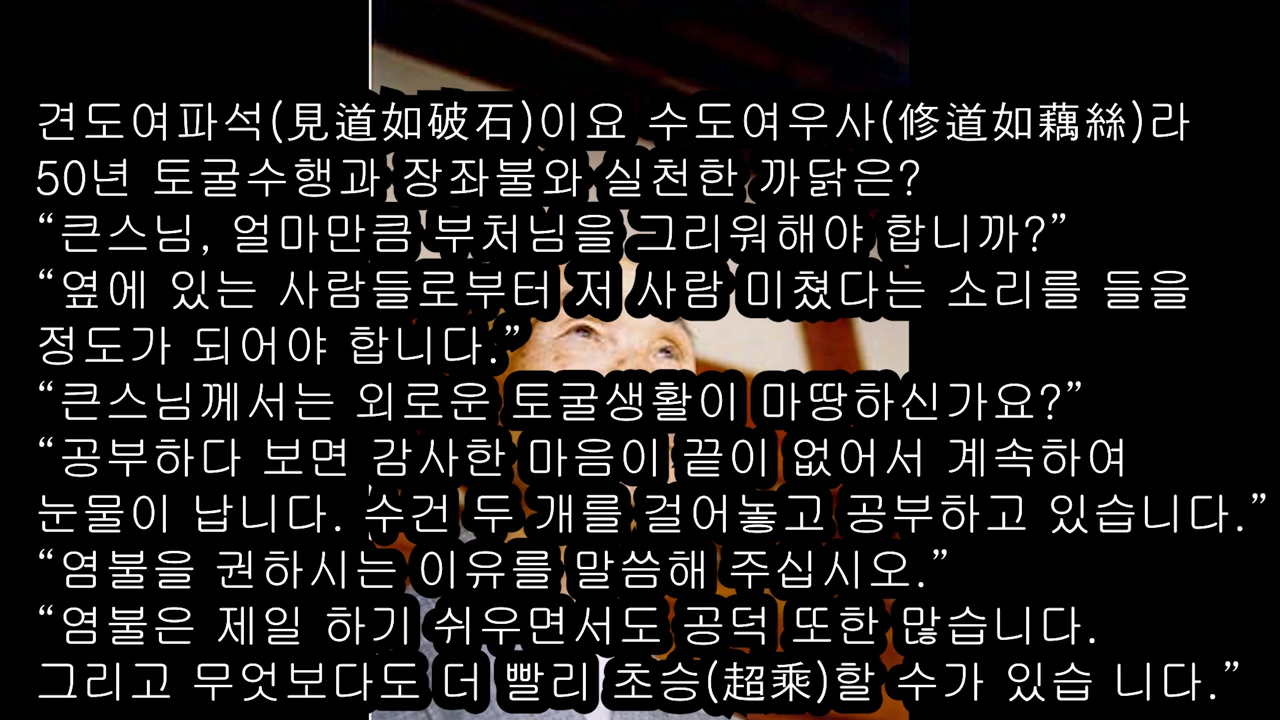 견도여파석(見道如破石)이요 수도여우사(修道如藕絲)라
50년 토굴수행과 장좌불와 실천한 까닭은?
“큰스님, 얼마만큼 부처님을 그리워해야 합니까?”
“옆에 있는 사람들로부터 저 사람 미쳤다는 소리를 들을
정도가 되어야 합니다.”
“큰스님께서는 외로운 토굴생활이 마땅하신가요?”
“공부하다 보면 감사한 마음이 끝이 없어서 계속하여
눈물이 납니다. 수건 두 개를 걸어놓고 공부하고 있습니다.”
“염불을 권하시는 이유를 말씀해 주십시오.”
“염불은 제일 하기 쉬우면서도 공덕 또한 많습니다.
그리고 무엇보다도 더 빨리 초승(超乘)할 수가 있습 니다.”